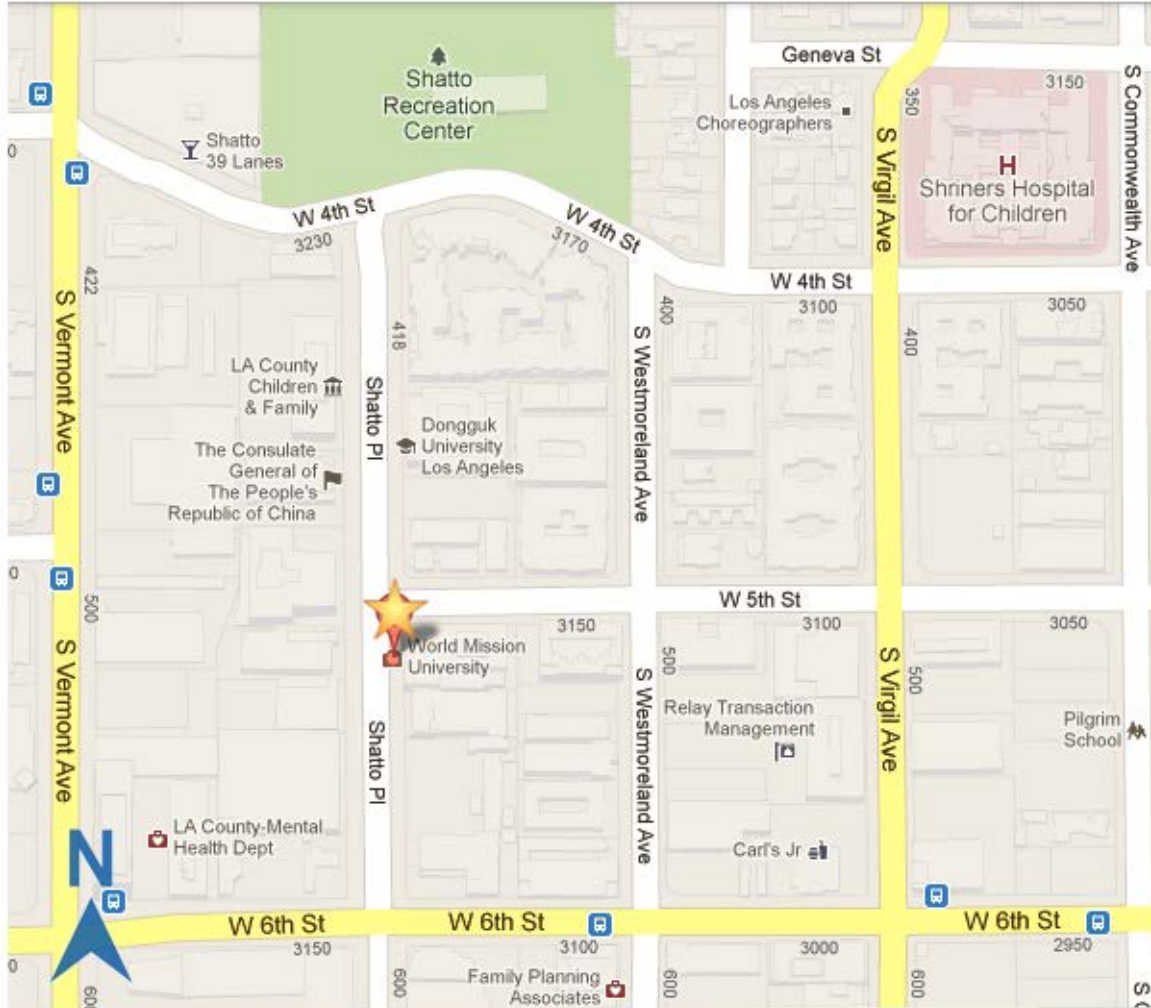 Geneva St
3150
S Commonwealth Ave
Shatto
Recreation
Center
Los Angeles
Choreographers
350
S Virgil Ave
H
Shriners Hospital
for Children
Shatto
39 Lanes
0
W 4th St
3230
W 4th St
3170
W 4th St
3100
3050
422
S Vermont Ave
418
400
400
LA County
Children
& Family
Shatto Pl
S Westmoreland Ave
Dongguk
University
Los Angeles
The Consulate
General of
The People's
Republic of China
0
500
W 5th St
3150
3100
3050
World Mission
University
S Vermont Ave
500
S Virgil Ave
500
S Westmoreland Ave
Relay Transaction
Management
Pilgrim
School
Shatto Pl
LA County-Mental
Health Dept
N
Carl's Jr
W 6th St
W 6th St
W 6th St
3150
3100
3000
2950
0
600
600
600
600
Family Planning
Associates